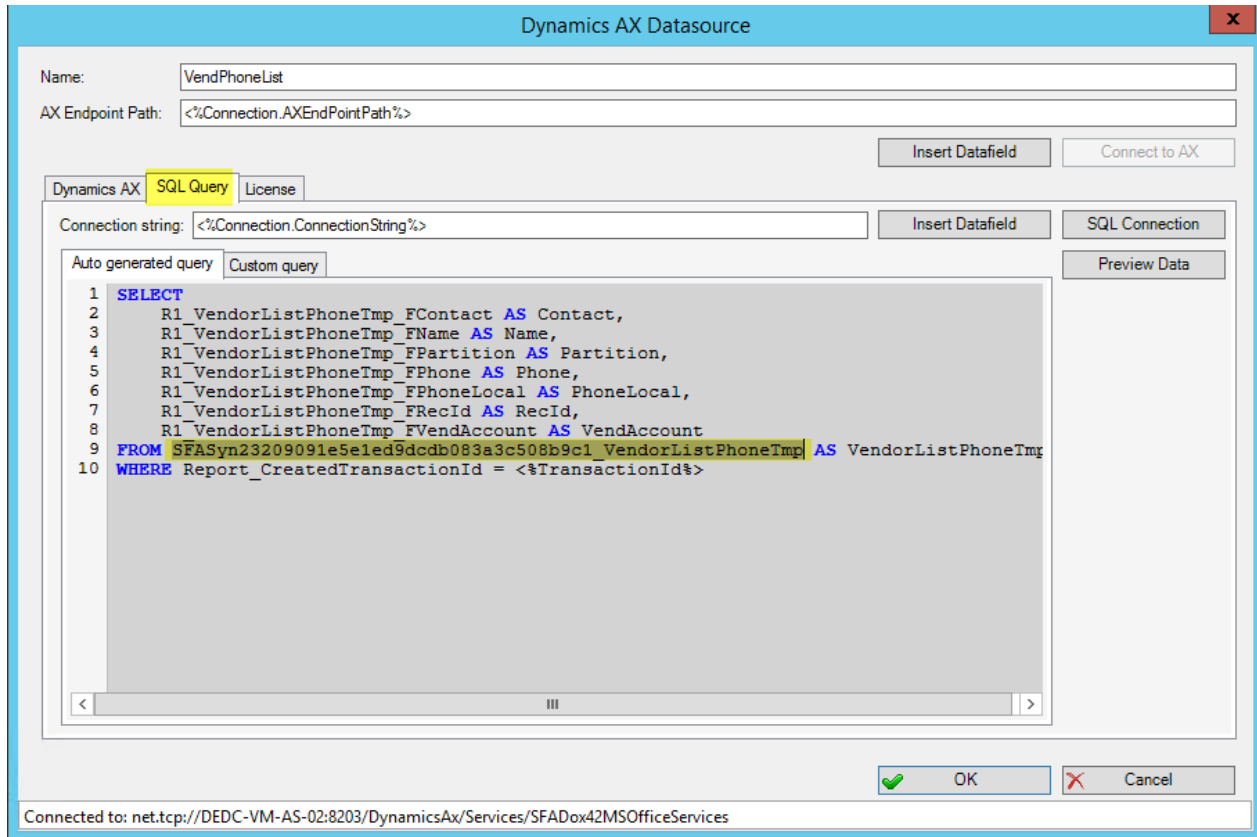 Dynamics AX Datasource
x
Name: VendPhoneList
AX Endpoint Path: <%Connection.AXEndPointPath%>
Insert Datafield Connect to AX
Dynamics AX SQL Query License
Connection string: <%Connection.ConnectionString%> Insert Datafield SQL Connection
Auto generated query Custom query Preview Data
1 SELECT
2 R1_VendorListPhoneTmp_FContact AS Contact,
3 R1_VendorListPhoneTmp_FName AS Name,
4 R1_VendorListPhoneTmp_FPartition AS Partition,
5 R1_VendorListPhoneTmp_FPhone AS Phone,
6 R1_VendorListPhoneTmp_FPhoneLocal AS PhoneLocal,
7 R1_VendorListPhoneTmp_FRecId AS RecId,
8 R1_VendorListPhoneTmp_FVendAccount AS VendAccount
9 FROM SFASyn23209091e5e1ed9dcdb083a3c508b9c1_VendorListPhoneTmp AS VendorListPhoneTmp
10 WHERE Report_CreatedTransactionId = <%TransactionId%>
OK Cancel
Connected to: net.tcp://DEDC-VM-AS-02:8203/DynamicsAx/Services/SFADox42MSOfficeServices